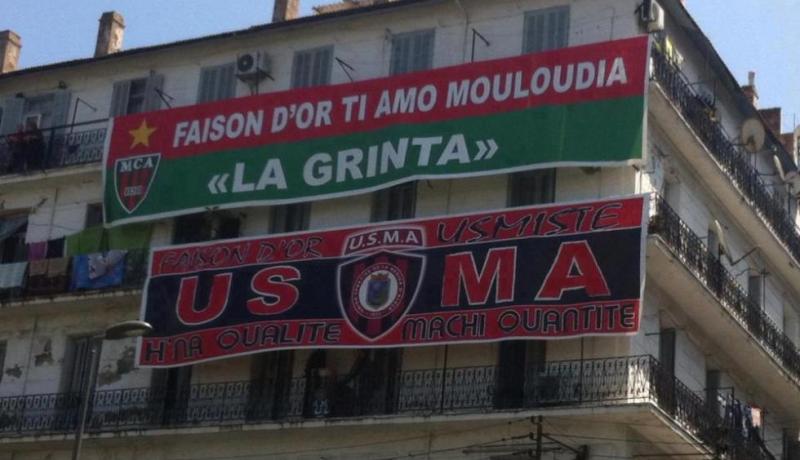 FAISON D'OR TI AMO MOULOUDIA
MCA
«LA GRINTA»
FAISON D'OR U.S.M.A USMISTE
US MA
H'NA QUALITE MACHI QUANTITE